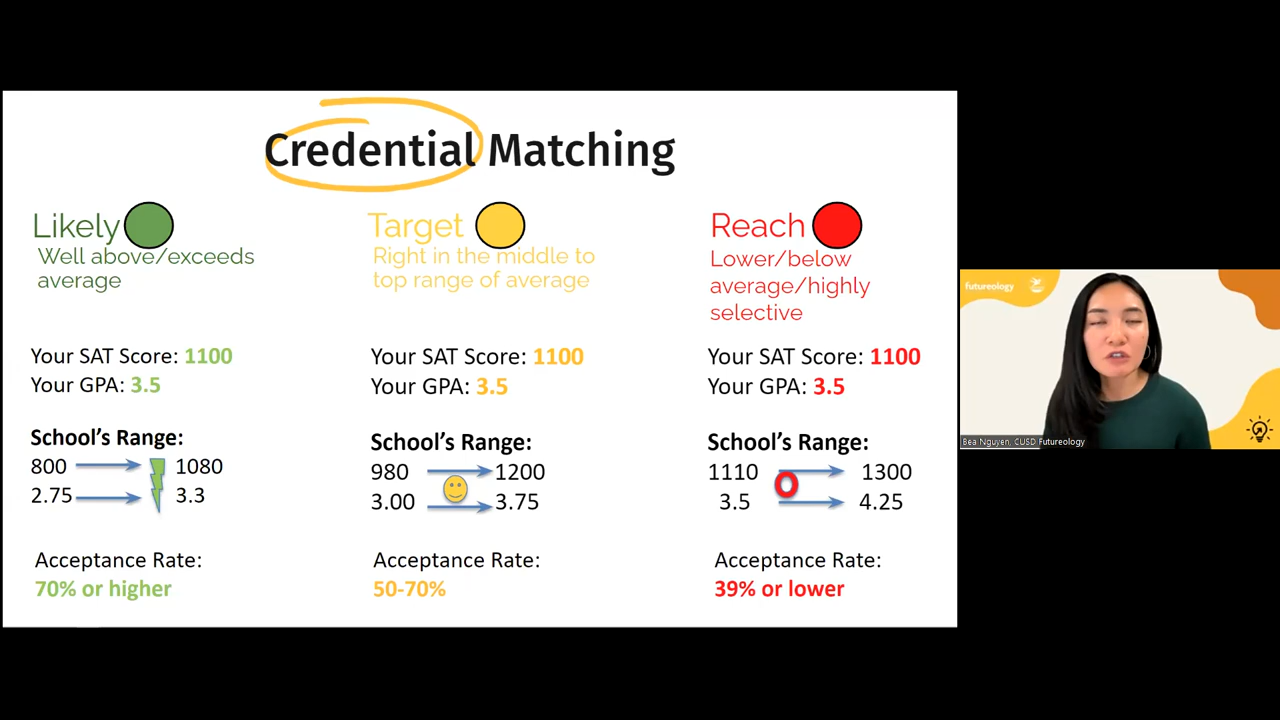 Credential Matching
Likely
Well above/exceeds
average
Your SAT Score: 1100
Your GPA: 3.5
School's Range:
800 1080
2.75 3.3
Acceptance Rate:
70% or higher
Target
Right in the middle to
top range of average
Your SAT Score: 1100
Your GPA: 3.5
School's Range:
980 1200
3.00 3.75
Acceptance Rate:
50-70%
Reach
Lower/below
average/highly
selective
Your SAT Score: 1100
Your GPA: 3.5
School's Range:
1110 1300
3.5 4.25
Acceptance Rate:
39% or lower
futureology
Bea Nguyen, CUSD Futureology